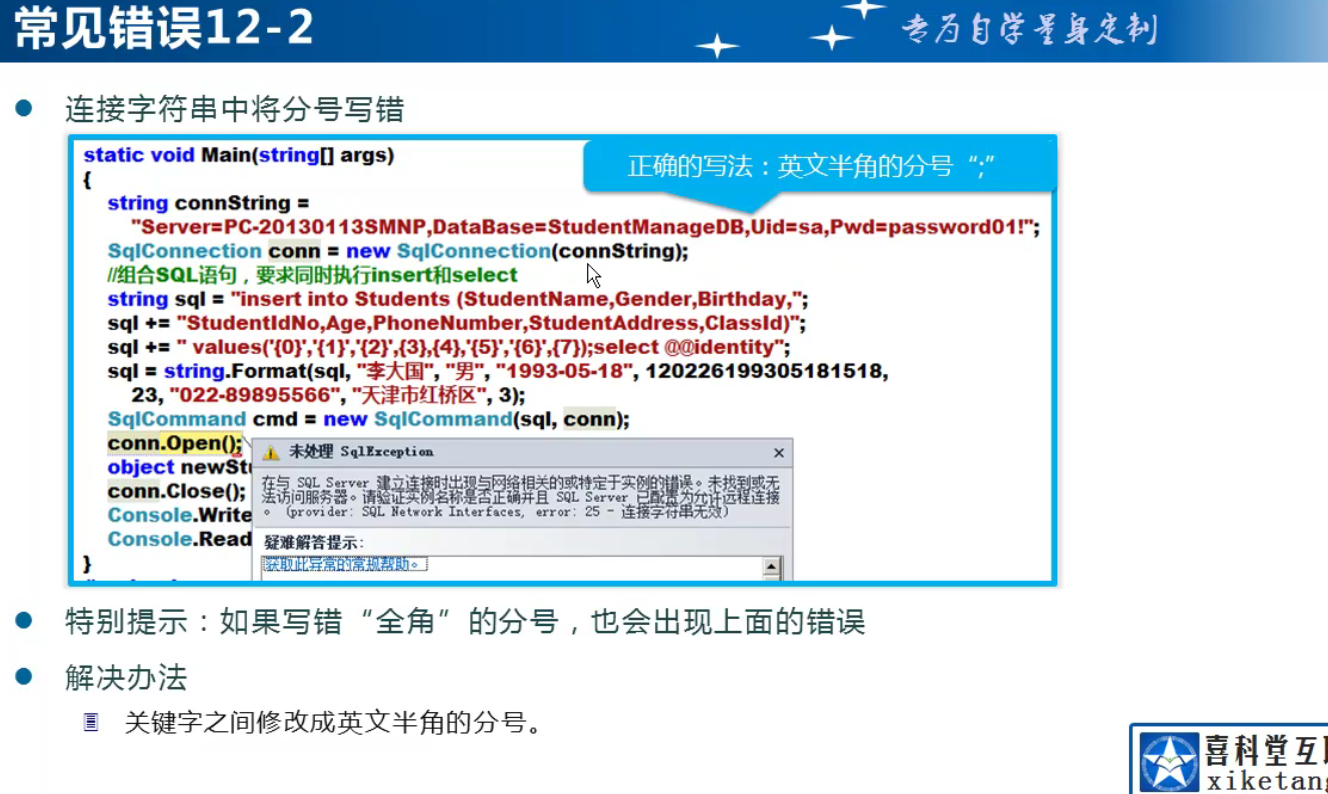 常见错误12-2
专为自学量身定制
连接字符串中将分号写错
正确的写法：英文半角的分号“;”
static void Main(string[] args)
{
string connString =
"Server=PC-20130113SMNP,DataBase=StudentManageDB,Uid=sa,Pwd=password01!";
SqlConnection conn = new SqlConnection(connString);
//组合SQL语句，要求同时执行insert和select
string sql = "insert into Students (StudentName,Gender,Birthday,";
sql += "StudentIdNo,Age,PhoneNumber,StudentAddress,ClassId)";
sql += " values('{0}','{1}','{2}',{3},{4},'{5}','{6}',{7});select @@identity";
sql = string.Format(sql, "李大国", "男", "1993-05-18", 120226199305181518,
23, "022-89895566", "天津市红桥区", 3);
SqlCommand cmd = new SqlCommand(sql, conn);
conn.Open();
object newSt
conn.Close();
Console.Write
Console.Read
}
未处理 SqlException
在与 SQL Server 建立连接时出现与网络相关的或特定于实例的错误。未找到或无
法访问服务器。请验证实例名称是否正确并且 SQL Server 已配置为允许远程连接
。 (provider: SQL Network Interfaces, error: 25 - 连接字符串无效)
疑难解答提示:
获取此异常的常规帮助。
特别提示：如果写错“全角”的分号，也会出现上面的错误
解决办法
关键字之间修改成英文半角的分号。
喜科堂互
xiketang